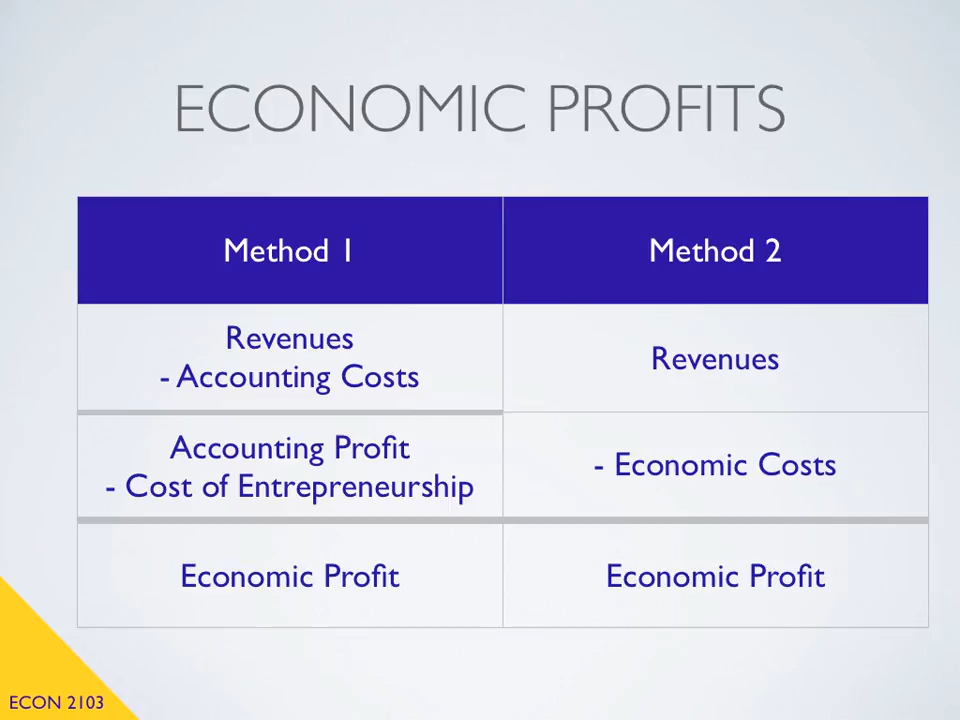 ECONOMIC PROFITS
Method 1
Method 2
Revenues
- Accounting Costs
Revenues
Accounting Profit
- Cost of Entrepreneurship
- Economic Costs
Economic Profit
Economic Profit
ECON 2103